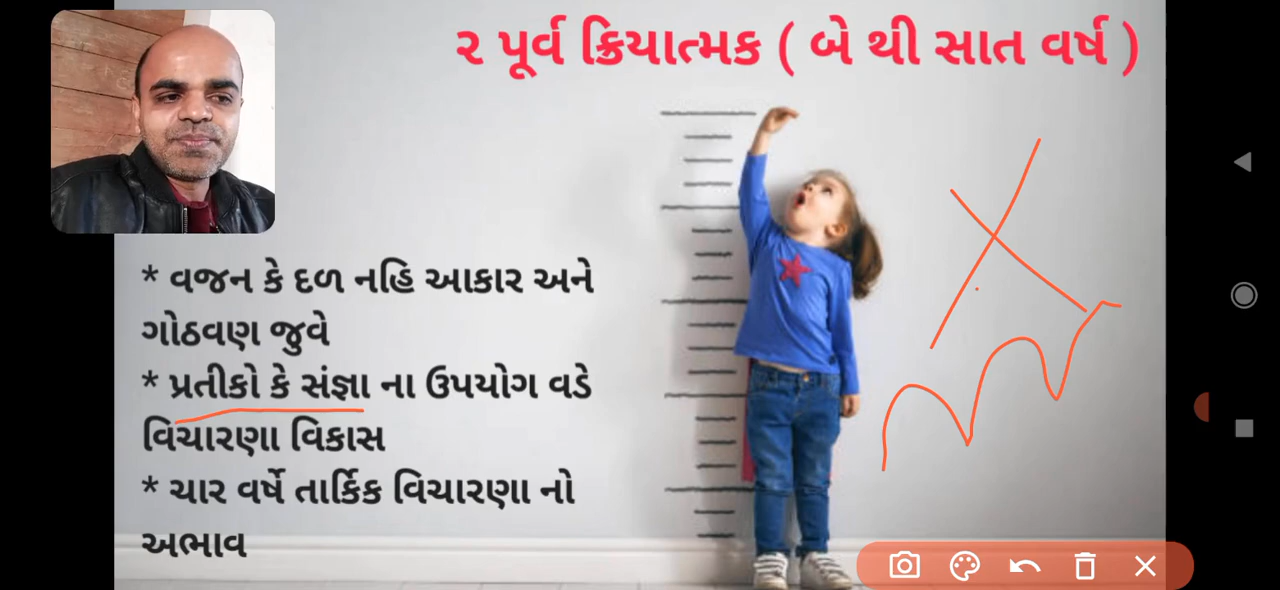 ૨ પૂર્વ ક્રિયાત્મક ( બે થી સાત વર્ષ )
* વજન કે દળ નહિ આકાર અને
ગોઠવણ જુવે
* પ્રતીકો કે સંજ્ઞા ના ઉપયોગ વડે
વિચારણા વિકાસ
* ચાર વર્ષે તાર્કિક વિચારણા નો
અભાવ